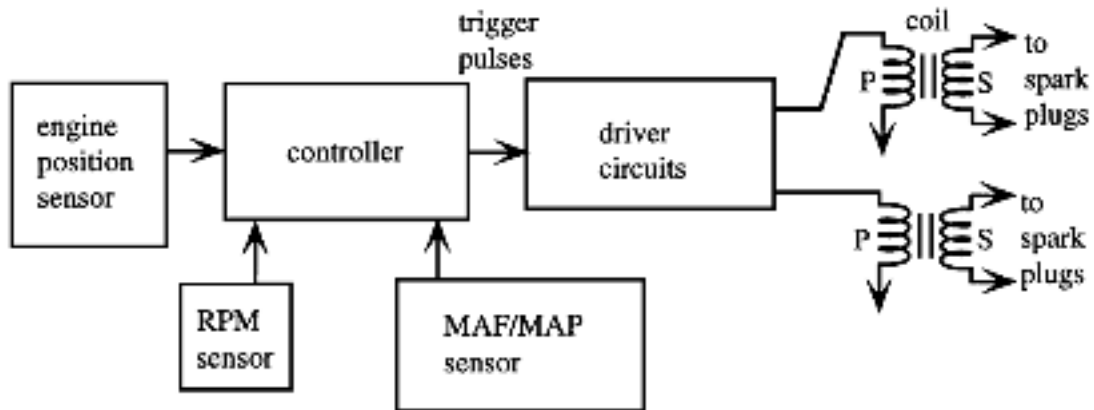 trigger
pulses
coil
to
spark
plugs
P
S
engine
position
sensor
controller
driver
circuits
P
S
to
spark
plugs
RPM
sensor
MAF/MAP
sensor